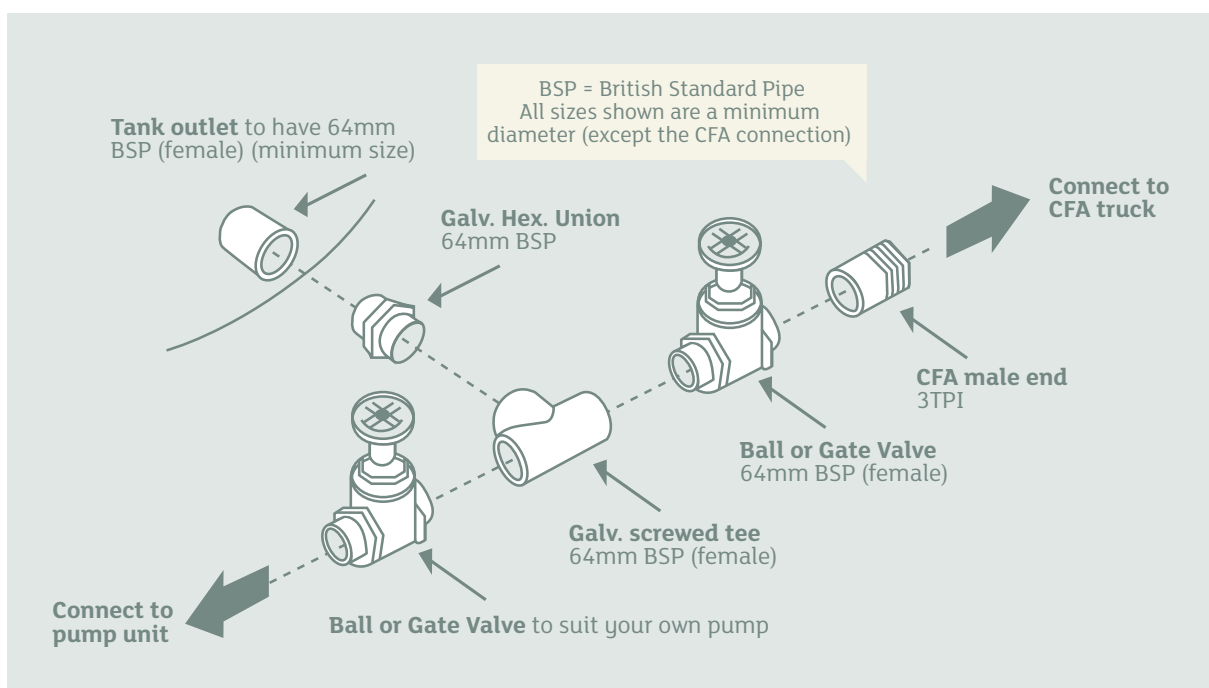 BSP = British Standard Pipe
All sizes shown are a minimum
diameter (except the CFA connection)
Tank outlet to have 64mm
BSP (female) (minimum size)
Connect to
CFA truck
Galv. Hex. Union
64mm BSP
CFA male end
3TPI
Ball or Gate Valve
64mm BSP (female)
Galv. screwed tee
64mm BSP (female)
Connect to
pump unit
Ball or Gate Valve to suit your own pump